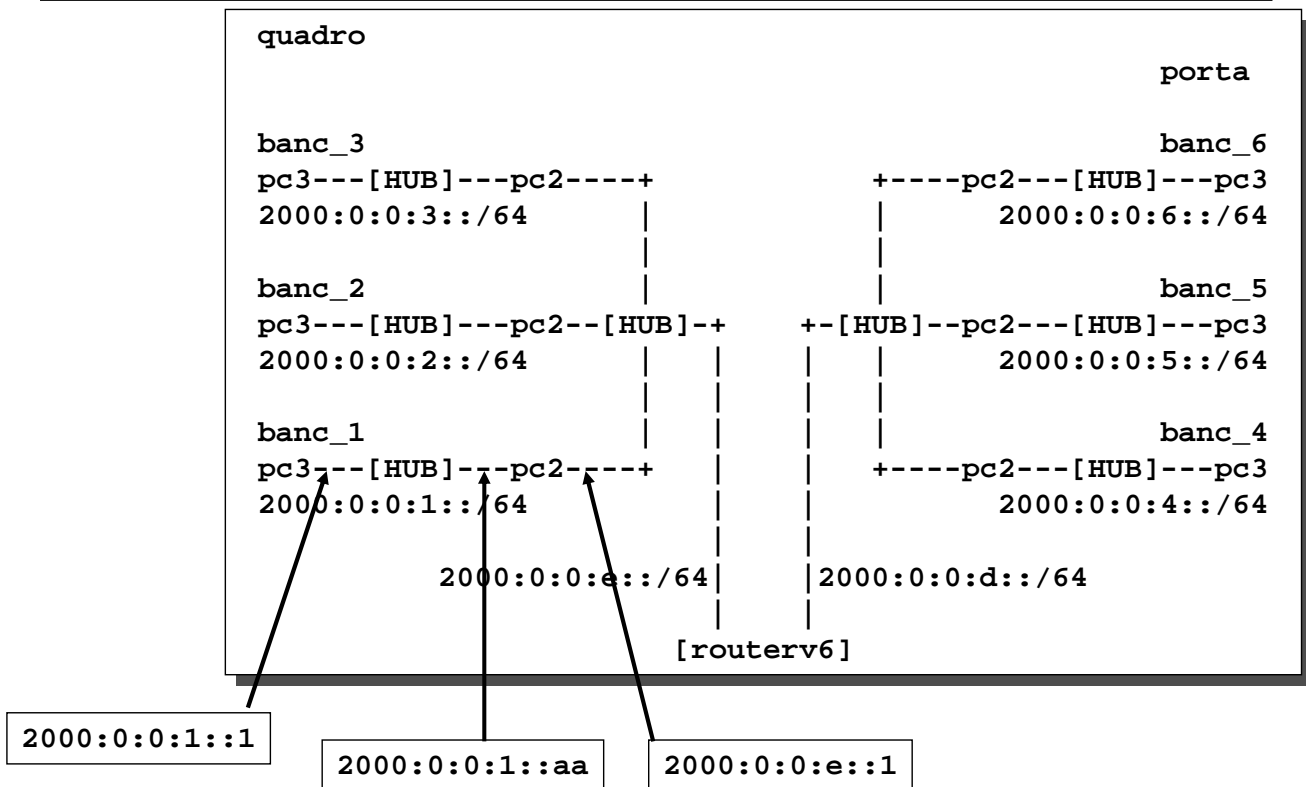 quadro
porta
banc_3                                                    banc_6
pc3---[HUB]---pc2----+              +----pc2---[HUB]---pc3
2000:0:0:3::/64       |              |       2000:0:0:6::/64
|              |
|              |
banc_2                |              |                    banc_5
pc3---[HUB]---pc2--[HUB]-+    +-[HUB]--pc2---[HUB]---pc3
2000:0:0:2::/64       |   |     |   |       2000:0:0:5::/64
|   |     |   |
banc_1                |   |     |   |                    banc_4
pc3---[HUB]---pc2----+   |     |   +----pc2---[HUB]---pc3
2000:0:0:1::/64           |     |           2000:0:0:4::/64
|     |
2000:0:0:e::/64|     |2000:0:0:d::/64
|     |
[routerv6]
2000:0:0:1::1
2000:0:0:1::aa
2000:0:0:e::1